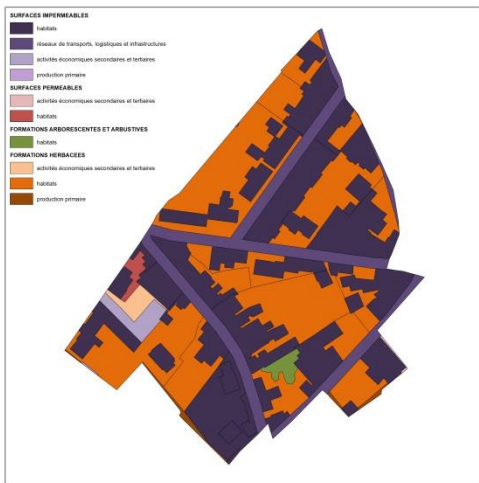 SURFACES IMPERMEABLES
habitats
réseaux de transports, logistiques et infrastructures
activités économiques secondaires et tertiaires
production primaire
SURFACES PERMEABLES
activités économiques secondaires et tertiaires
habitats
FORMATIONS ARBORESCENTES ET ARBUSTIVES
habitats
FORMATIONS HERBACEES
activités économiques secondaires et tertiaires
habitats
production primaire